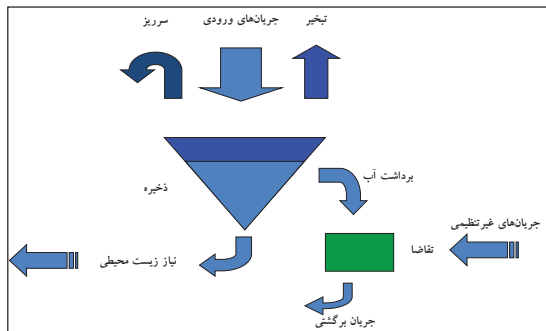 تبخیر
جریان‌های ورودی
سرریز
برداشت آب
ذخیره
جریان‌های غیرتنظیمی
تقاضا
نیاز زیست محیطی
جریان برگشتی